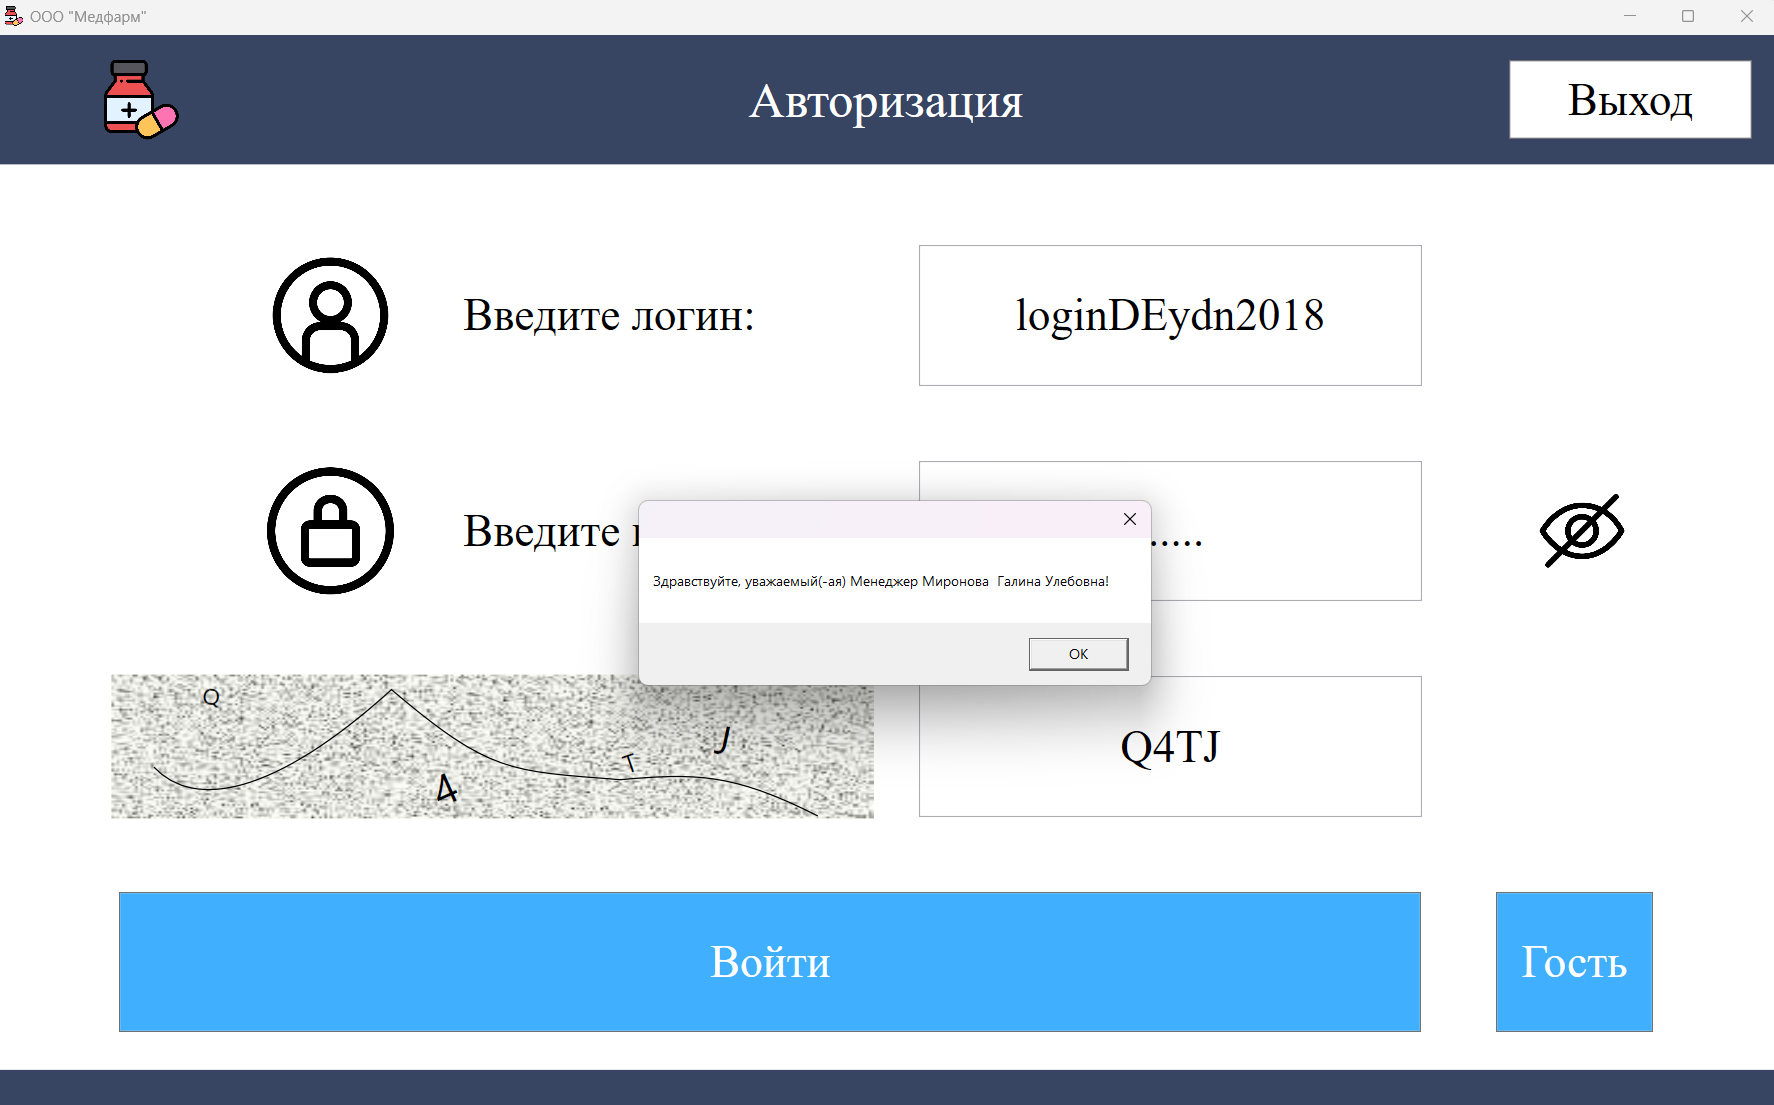 ООО "Медфарм"
Авторизация
Выход
Введите логин:
loginDEydn2018
Введите
Здравствуйте, уважаемый(-ая) Менеджер Миронова  Галина Улебовна!
OK
Q 4 T J
Q4TJ
Войти
Гость